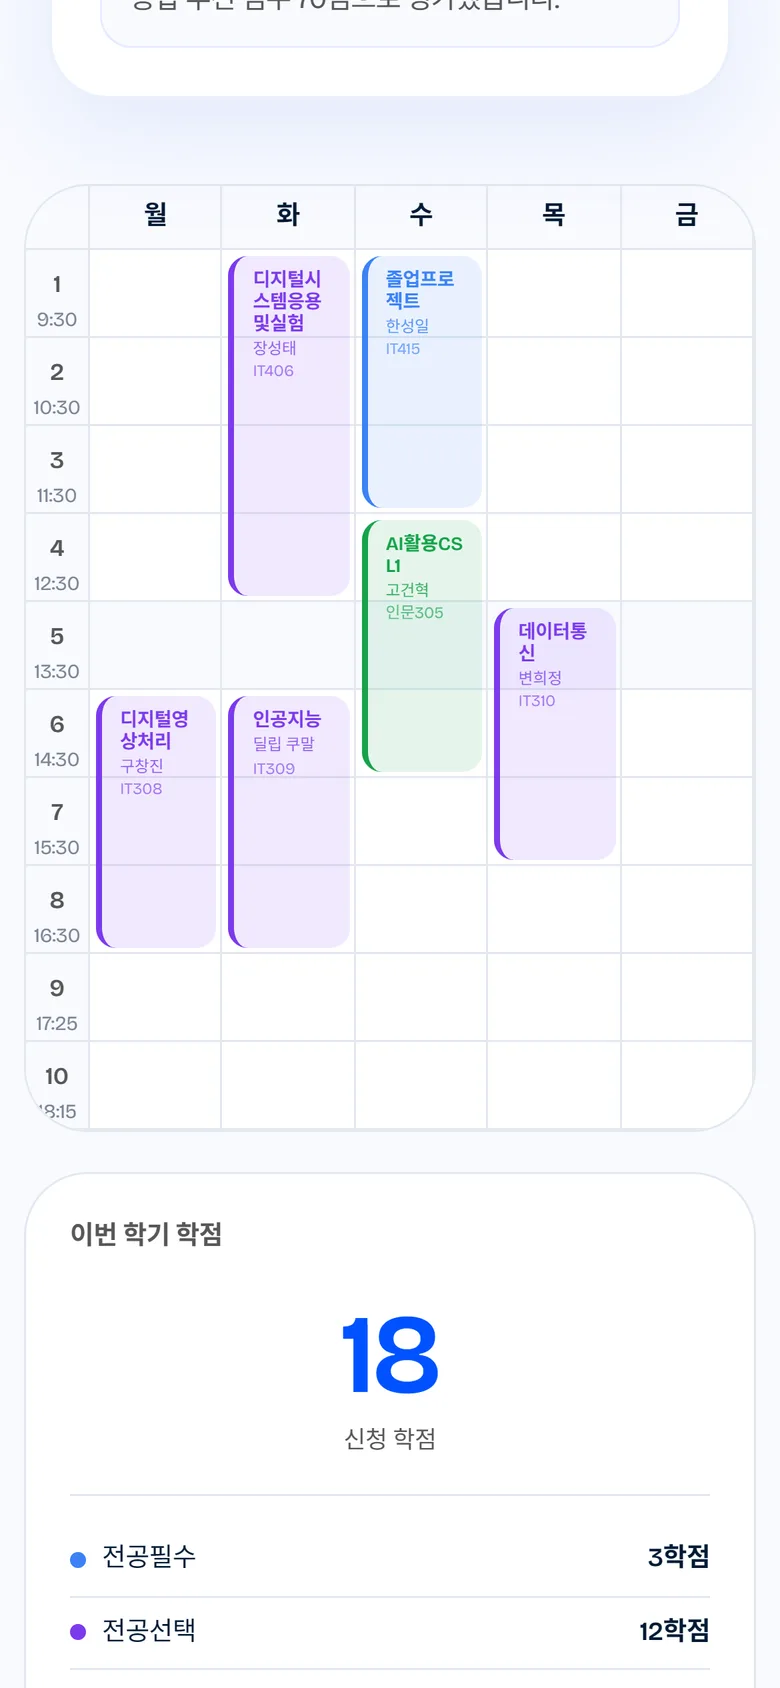 월 화 수 목 금
1
9:30
2
10:30
3
11:30
4
12:30
5
13:30
6
14:30
7
15:30
8
16:30
9
17:25
10
18:15
디지털영
상처리
구창진
IT308
디지털시
스템응용
및실험
장성태
IT406
인공지능
딜립 쿠말
IT309
졸업프로
젝트
한성일
IT415
AI활용CS
L1
고건혁
인문305
데이터통
신
변희정
IT310
이번 학기 학점
18
신청 학점
전공필수 3학점
전공선택 12학점